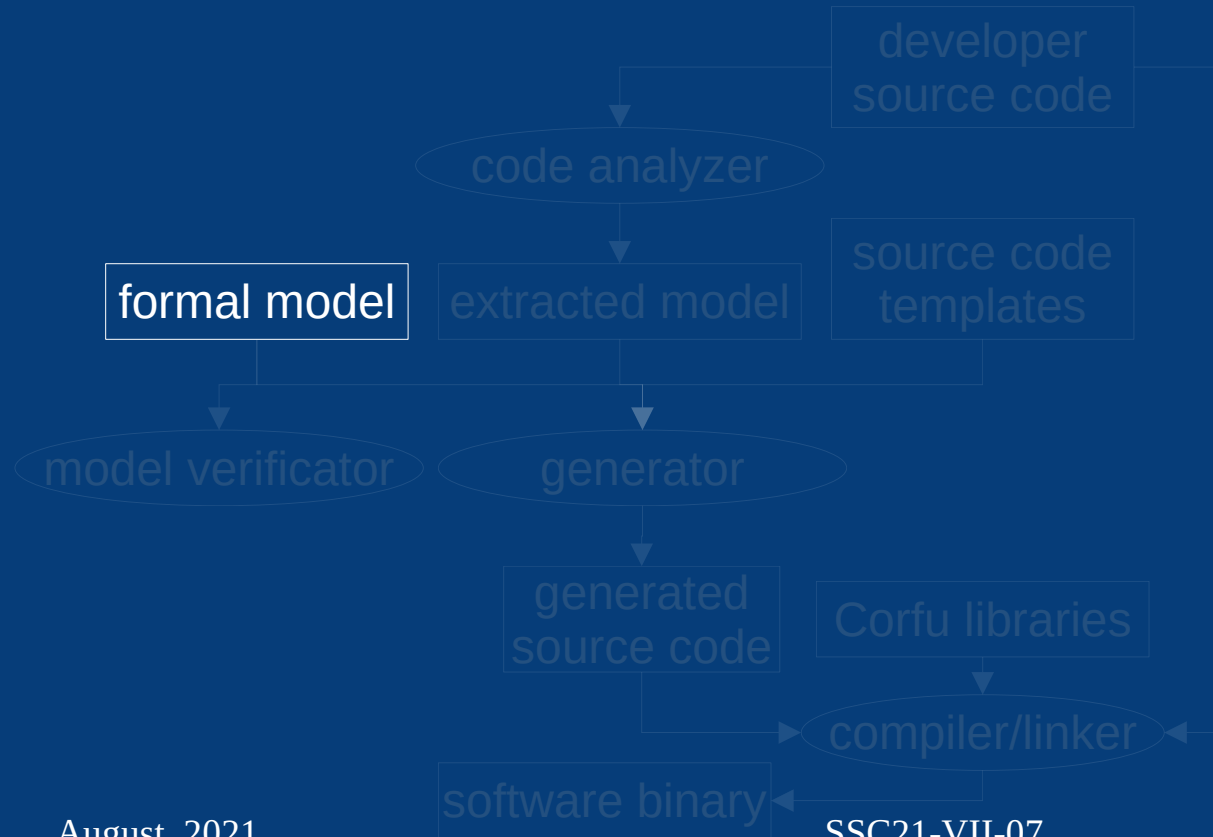 developer
source code
code analyzer
source code
templates
formal model
extracted model
model verificator
generator
generated
source code
Corfu libraries
compiler/linker
software binary
August, 2021
SSC21-VII-07